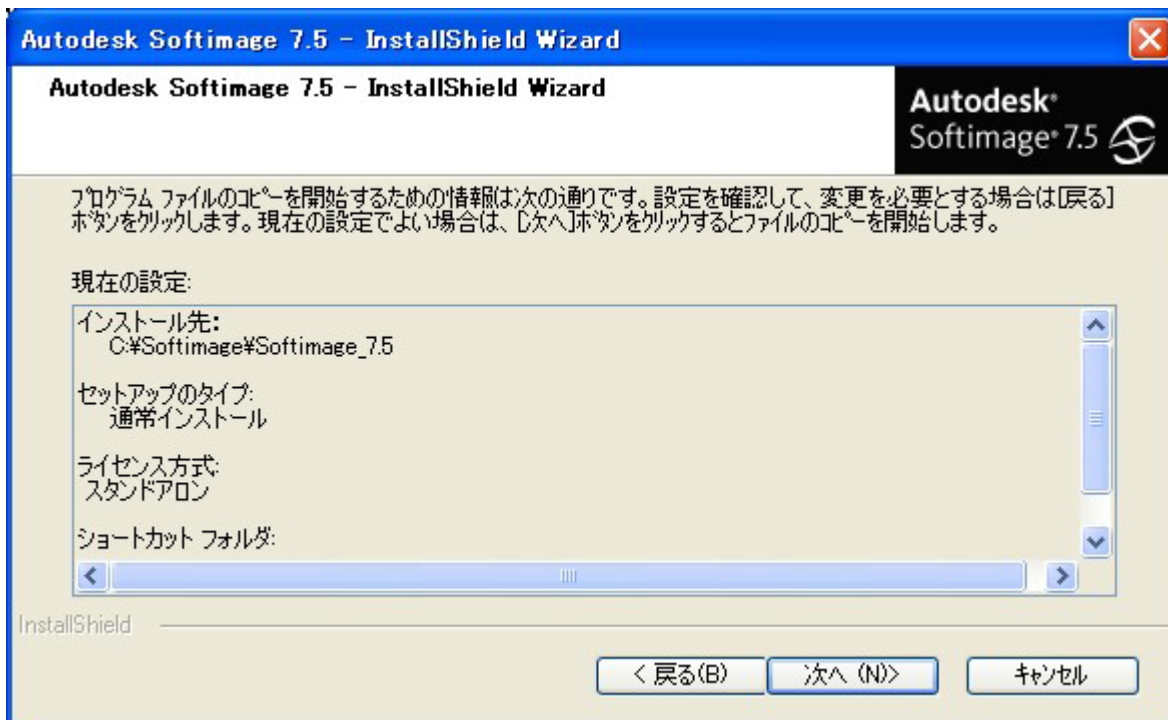 Autodesk Softimage 7.5 - InstallShield Wizard
Autodesk Softimage 7.5 - InstallShield Wizard
Autodesk®
Softimage® 7.5
プログラム ファイルのコピーを開始するための情報は次の通りです。設定を確認して、変更を必要とする場合は[戻る]
ボタンをクリックします。現在の設定でよい場合は、[次へ]ボタンをクリックするとファイルのコピーを開始します。
現在の設定:
インストール先:
C:¥Softimage¥Softimage_7.5
セットアップのタイプ:
通常インストール
ライセンス方式:
スタンドアロン
ショートカット フォルダ:
InstallShield
< 戻る(B)
次へ (N)>
キャンセル